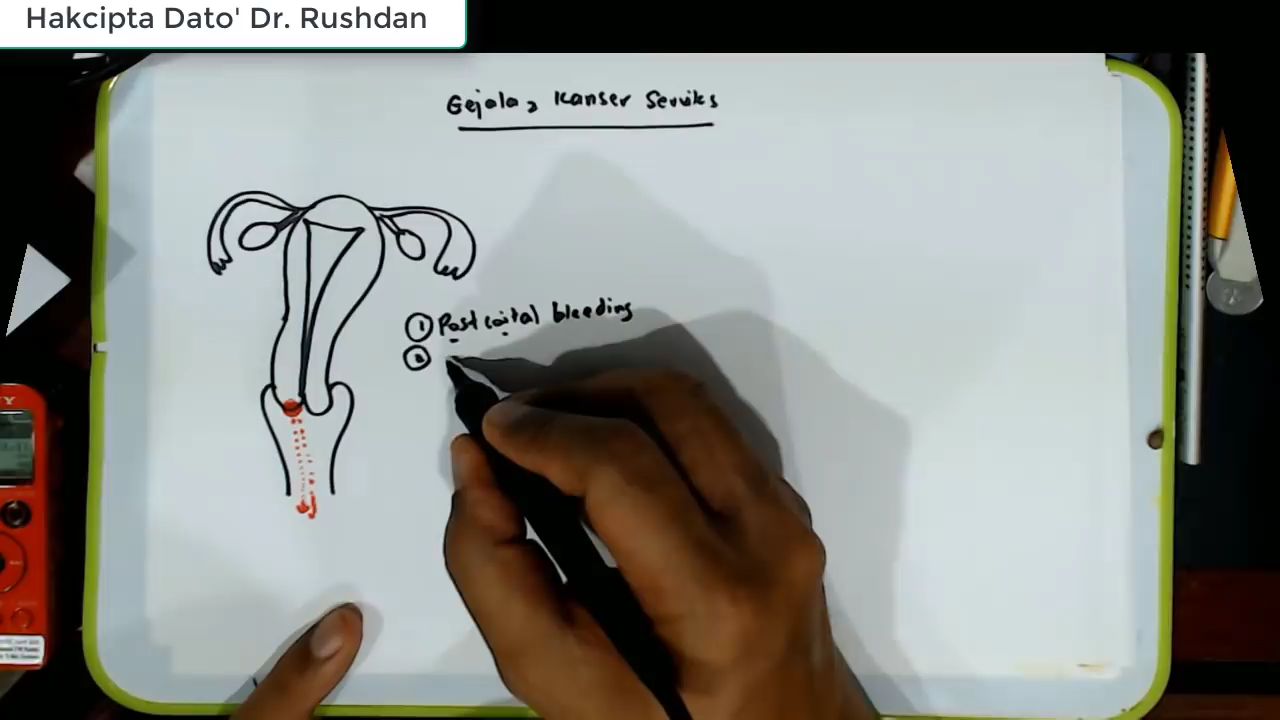 Hakcipta Dato' Dr. Rushdan
Gejala2 Kanser Serviks
① Post coital bleeding
②